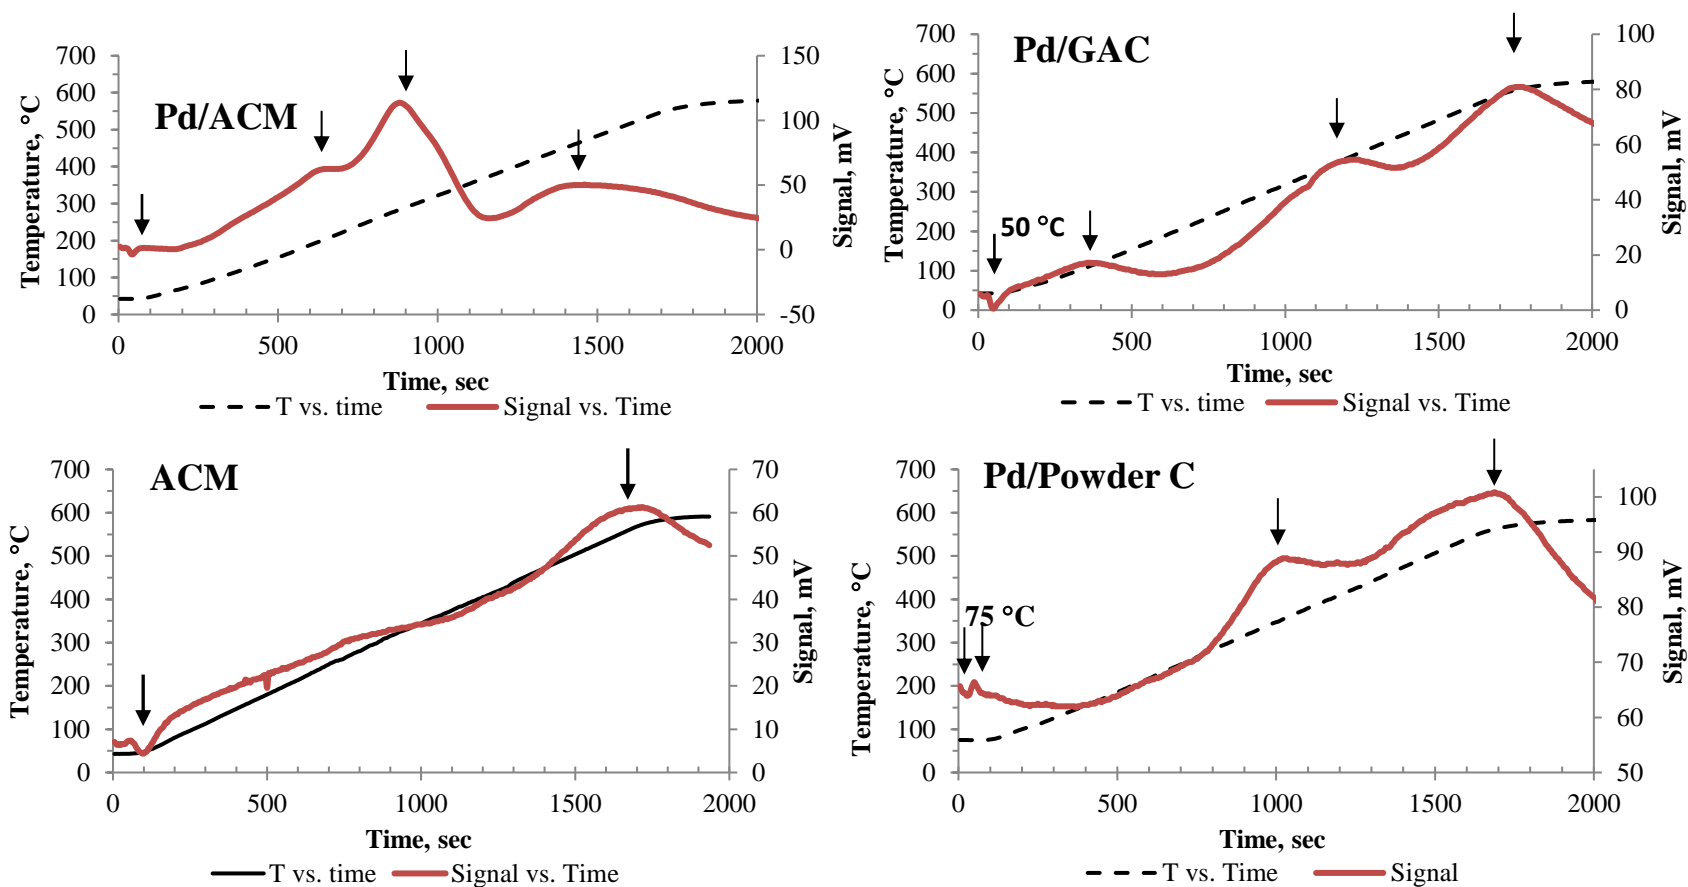 Pd/ACM
Temperature, °C
700
600
500
400
300
200
100
0
150
100
50
0
-50
Signal, mV
0 500 1000 1500 2000
Time, sec
T vs. time Signal vs. Time
Pd/GAC
50 °C
Temperature, °C
700
600
500
400
300
200
100
0
100
80
60
40
20
0
Signal, mV
0 500 1000 1500 2000
Time, sec
T vs. time Signal vs. Time
ACM
Temperature, °C
700
600
500
400
300
200
100
0
70
60
50
40
30
20
10
0
Signal, mV
0 500 1000 1500 2000
Time, sec
T vs. time Signal vs. Time
Pd/Powder C
75 °C
Temperature, °C
700
600
500
400
300
200
100
0
100
90
80
70
60
50
Signal, mV
0 500 1000 1500 2000
Time, sec
T vs. Time Signal